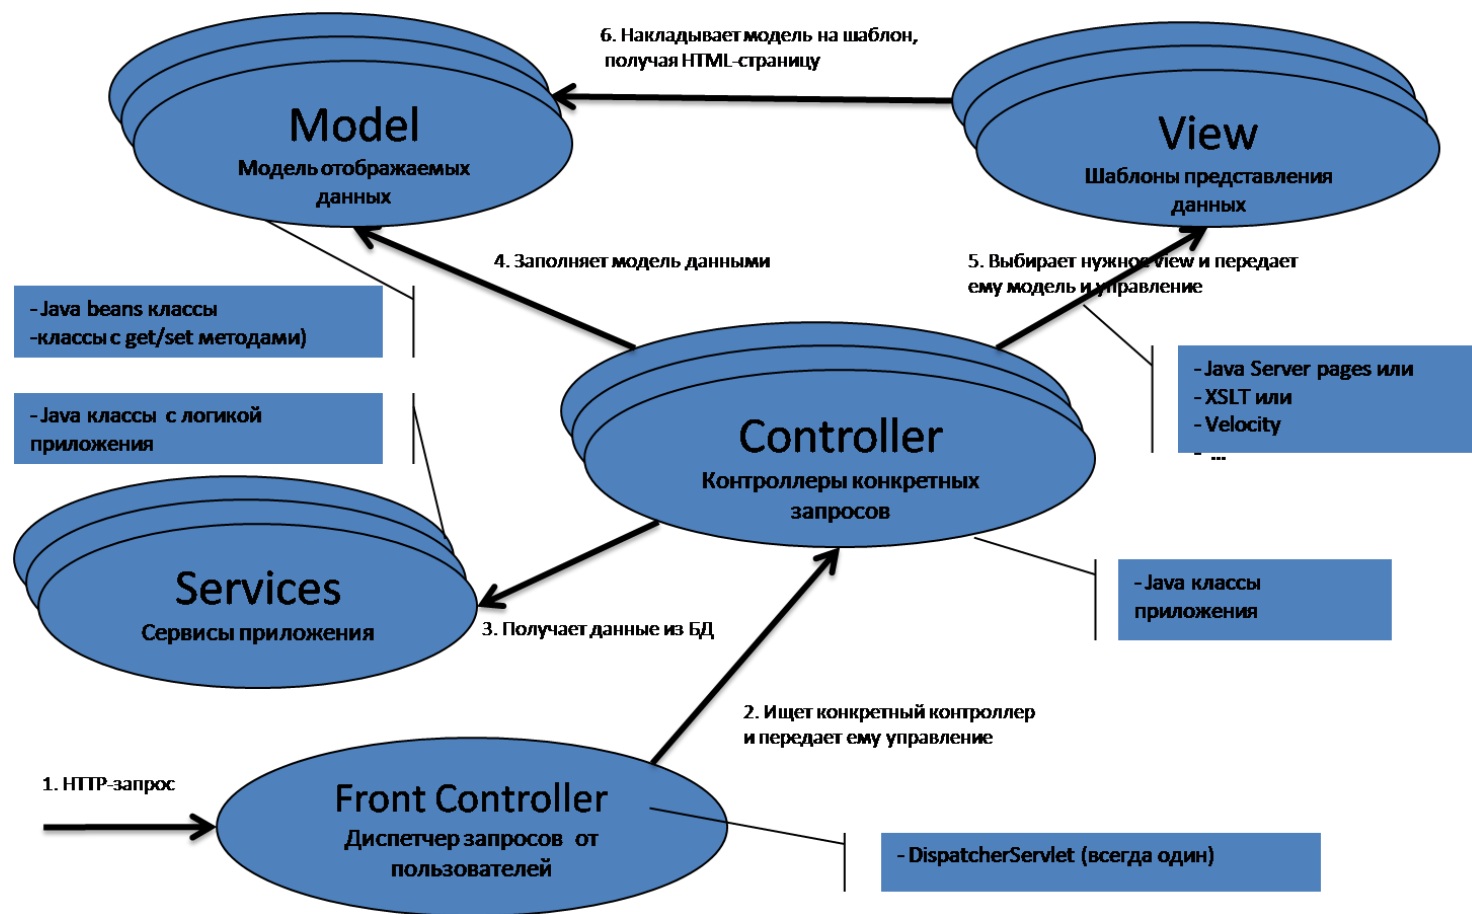 6. Накладывает модель на шаблон,
получая HTML-страницу
Model
Модель отображаемых
данных
View
Шаблоны представления
данных
4. Заполняет модель данными
5. Выбирает нужное view и передает
ему модель и управление
- Java beans классы
-классы с get/set методами)
- Java классы с логикой
приложения
- Java Server pages или
- XSLT или
- Velocity
- ...
Controller
Контроллеры конкретных
запросов
Services
Сервисы приложения
3. Получает данные из БД
- Java классы
приложения
2. Ищет конкретный контроллер
и передает ему управление
1. HTTP-запрос
Front Controller
Диспетчер запросов от
пользователей
- DispatcherServlet (всегда один)